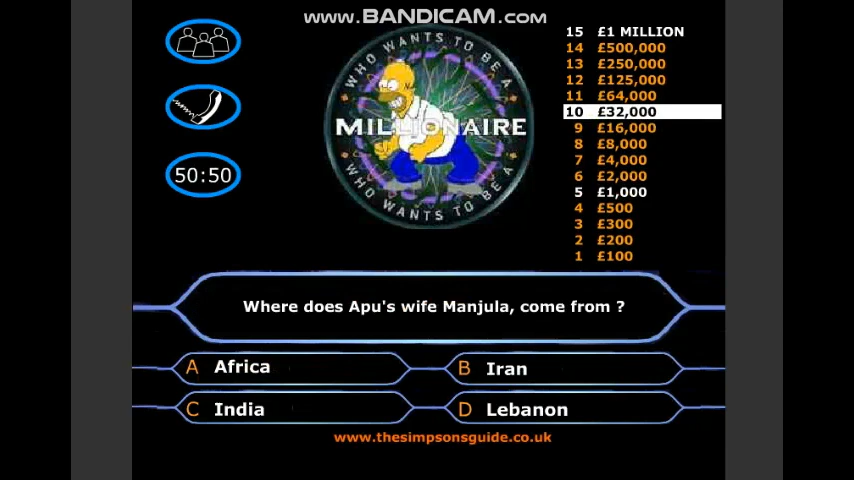 www.BANDICAM.com
50:50
WHO WANTS TO BE A
MILLIONAIRE
WHO WANTS TO BE A
15 £1 MILLION
14 £500,000
13 £250,000
12 £125,000
11 £64,000
10 £32,000
9 £16,000
8 £8,000
7 £4,000
6 £2,000
5 £1,000
4 £500
3 £300
2 £200
1 £100
Where does Apu's wife Manjula, come from ?
A Africa
B Iran
C India
D Lebanon
www.thesimpsonsguide.co.uk